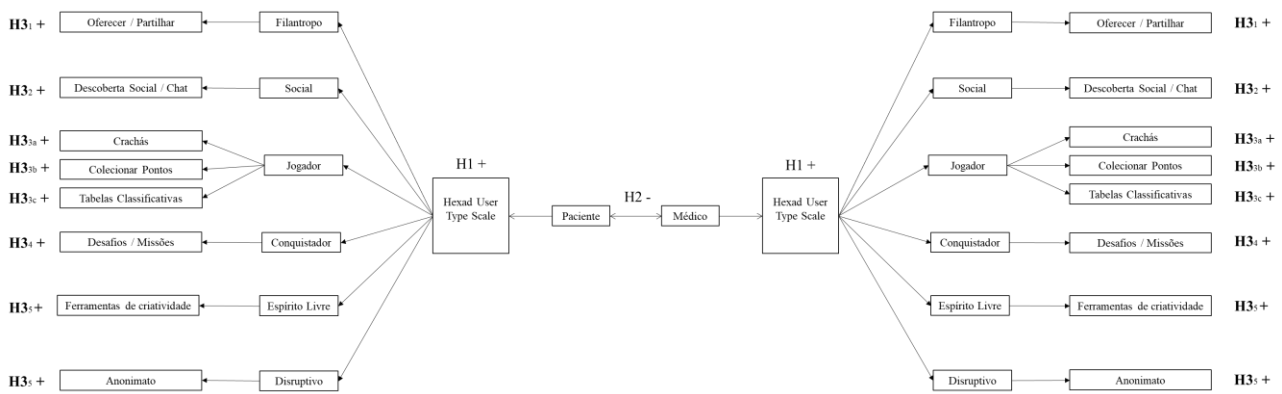 H3₁ + Oferecer / Partilhar Filantropo Filantropo Oferecer / Partilhar H3₁ +
H3₂ + Descoberta Social / Chat Social Social Descoberta Social / Chat H3₂ +
H3₃ₐ + Crachás Crachás H3₃ₐ +
H1 + H1 +
H3₃b + Colecionar Pontos Jogador Jogador Colecionar Pontos H3₃b +
H3₃c + Tabelas Classificativas Tabelas Classificativas H3₃c +
H2 -
Hexad User Hexad User
Type Scale Paciente Médico Type Scale
H3₄ + Desafios / Missões Conquistador Conquistador Desafios / Missões H3₄ +
H3₅ + Ferramentas de criatividade Espírito Livre Espírito Livre Ferramentas de criatividade H3₅ +
H3₅ + Anonimato Disruptivo Disruptivo Anonimato H3₅ +